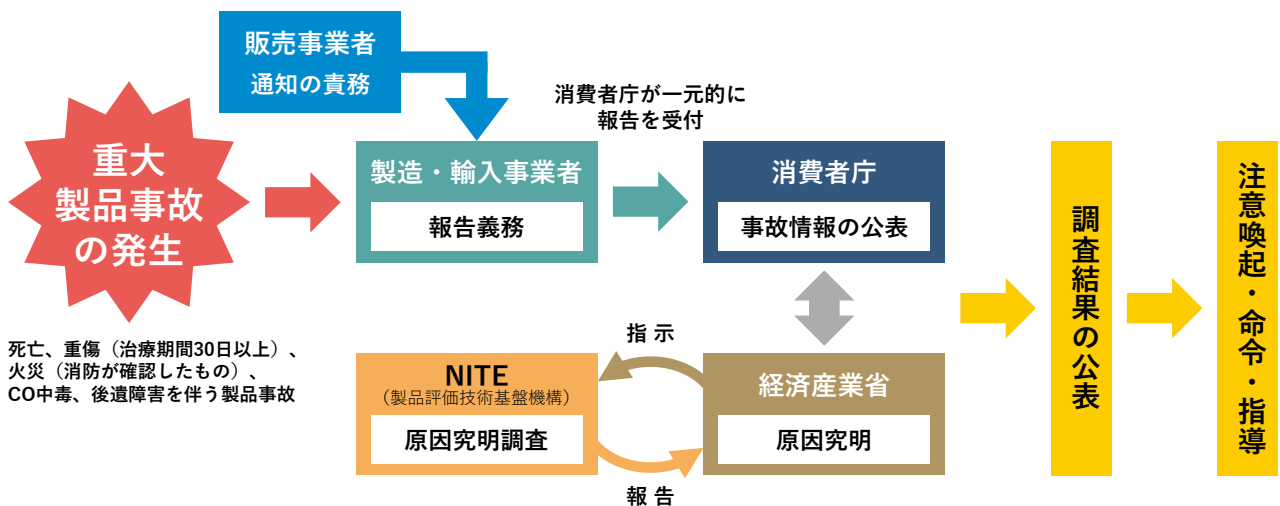 販売事業者
通知の責務
重大
製品事故
の発生
死亡、重傷（治療期間30日以上）、
火災（消防が確認したもの）、
CO中毒、後遺障害を伴う製品事故
製造・輸入事業者
報告義務
消費者庁が一元的に
報告を受付
消費者庁
事故情報の公表
指 示
NITE
（製品評価技術基盤機構）
原因究明調査
経済産業省
原因究明
報 告
調査結果の公表
注意喚起・命令・指導